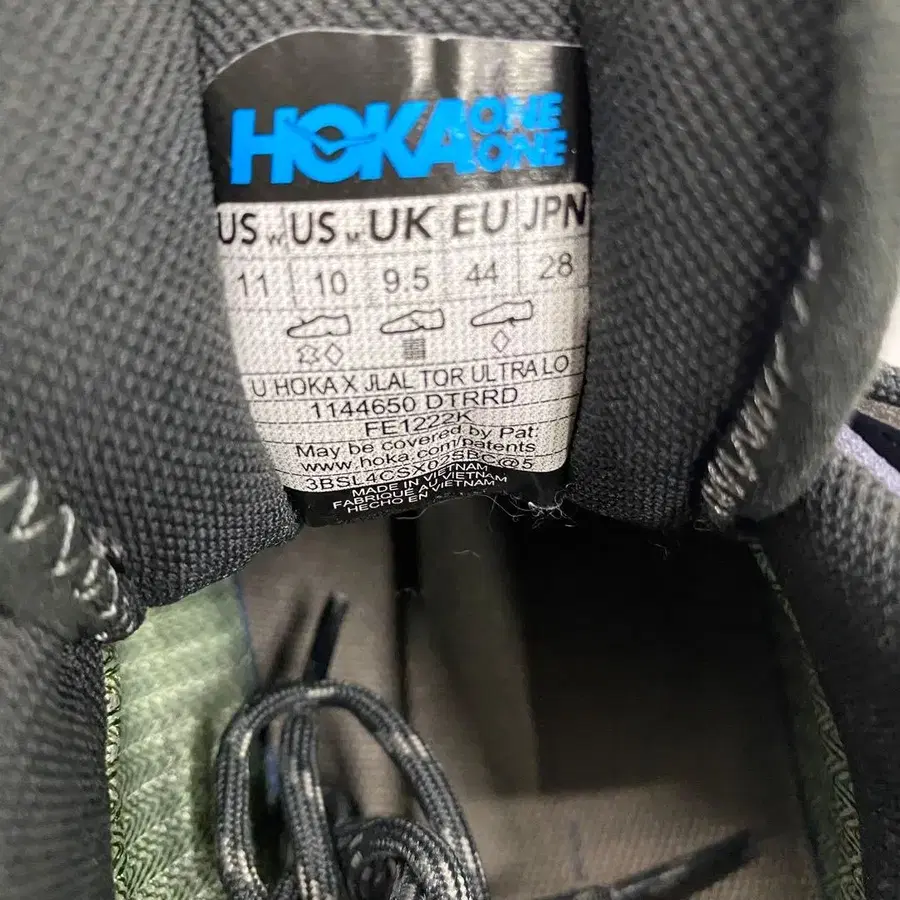 HOKA ONE ONE
US W US M UK EU JPN
11 10 9.5 44 28
U HOKA X JLAL TOR ULTRA LO
1144650 DTRRD
FE1222K
May be covered by Pat:
www.hoka.com/patents
MADE IN VIETNAM
FABRIQUE AU VIETNAM
HECHO EN